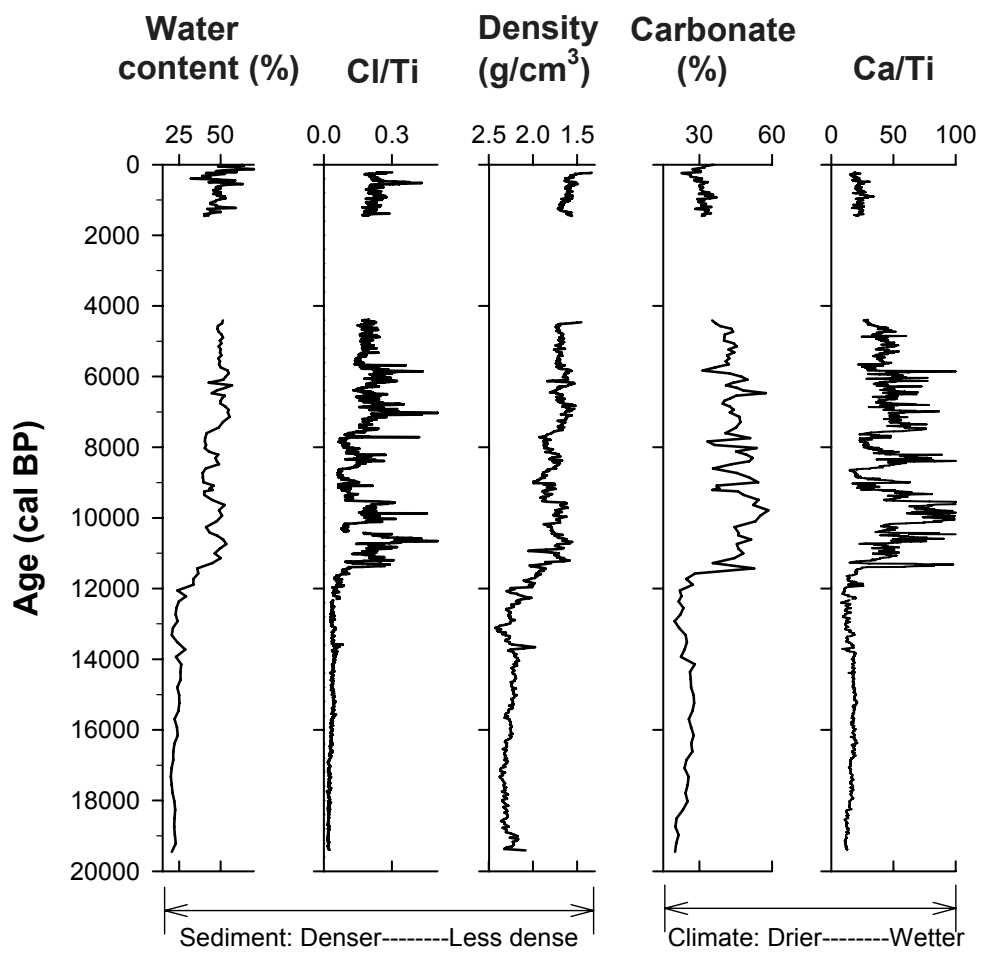 Water
content (%)
Cl/Ti
Density
(g/cm³)
Carbonate
(%)
Ca/Ti
25 50
0.0 0.3
2.5 2.0 1.5
30 60
0 50 100
0
2000
4000
6000
8000
10000
12000
14000
16000
18000
20000
Age (cal BP)
Sediment: Denser--------Less dense
Climate: Drier--------Wetter